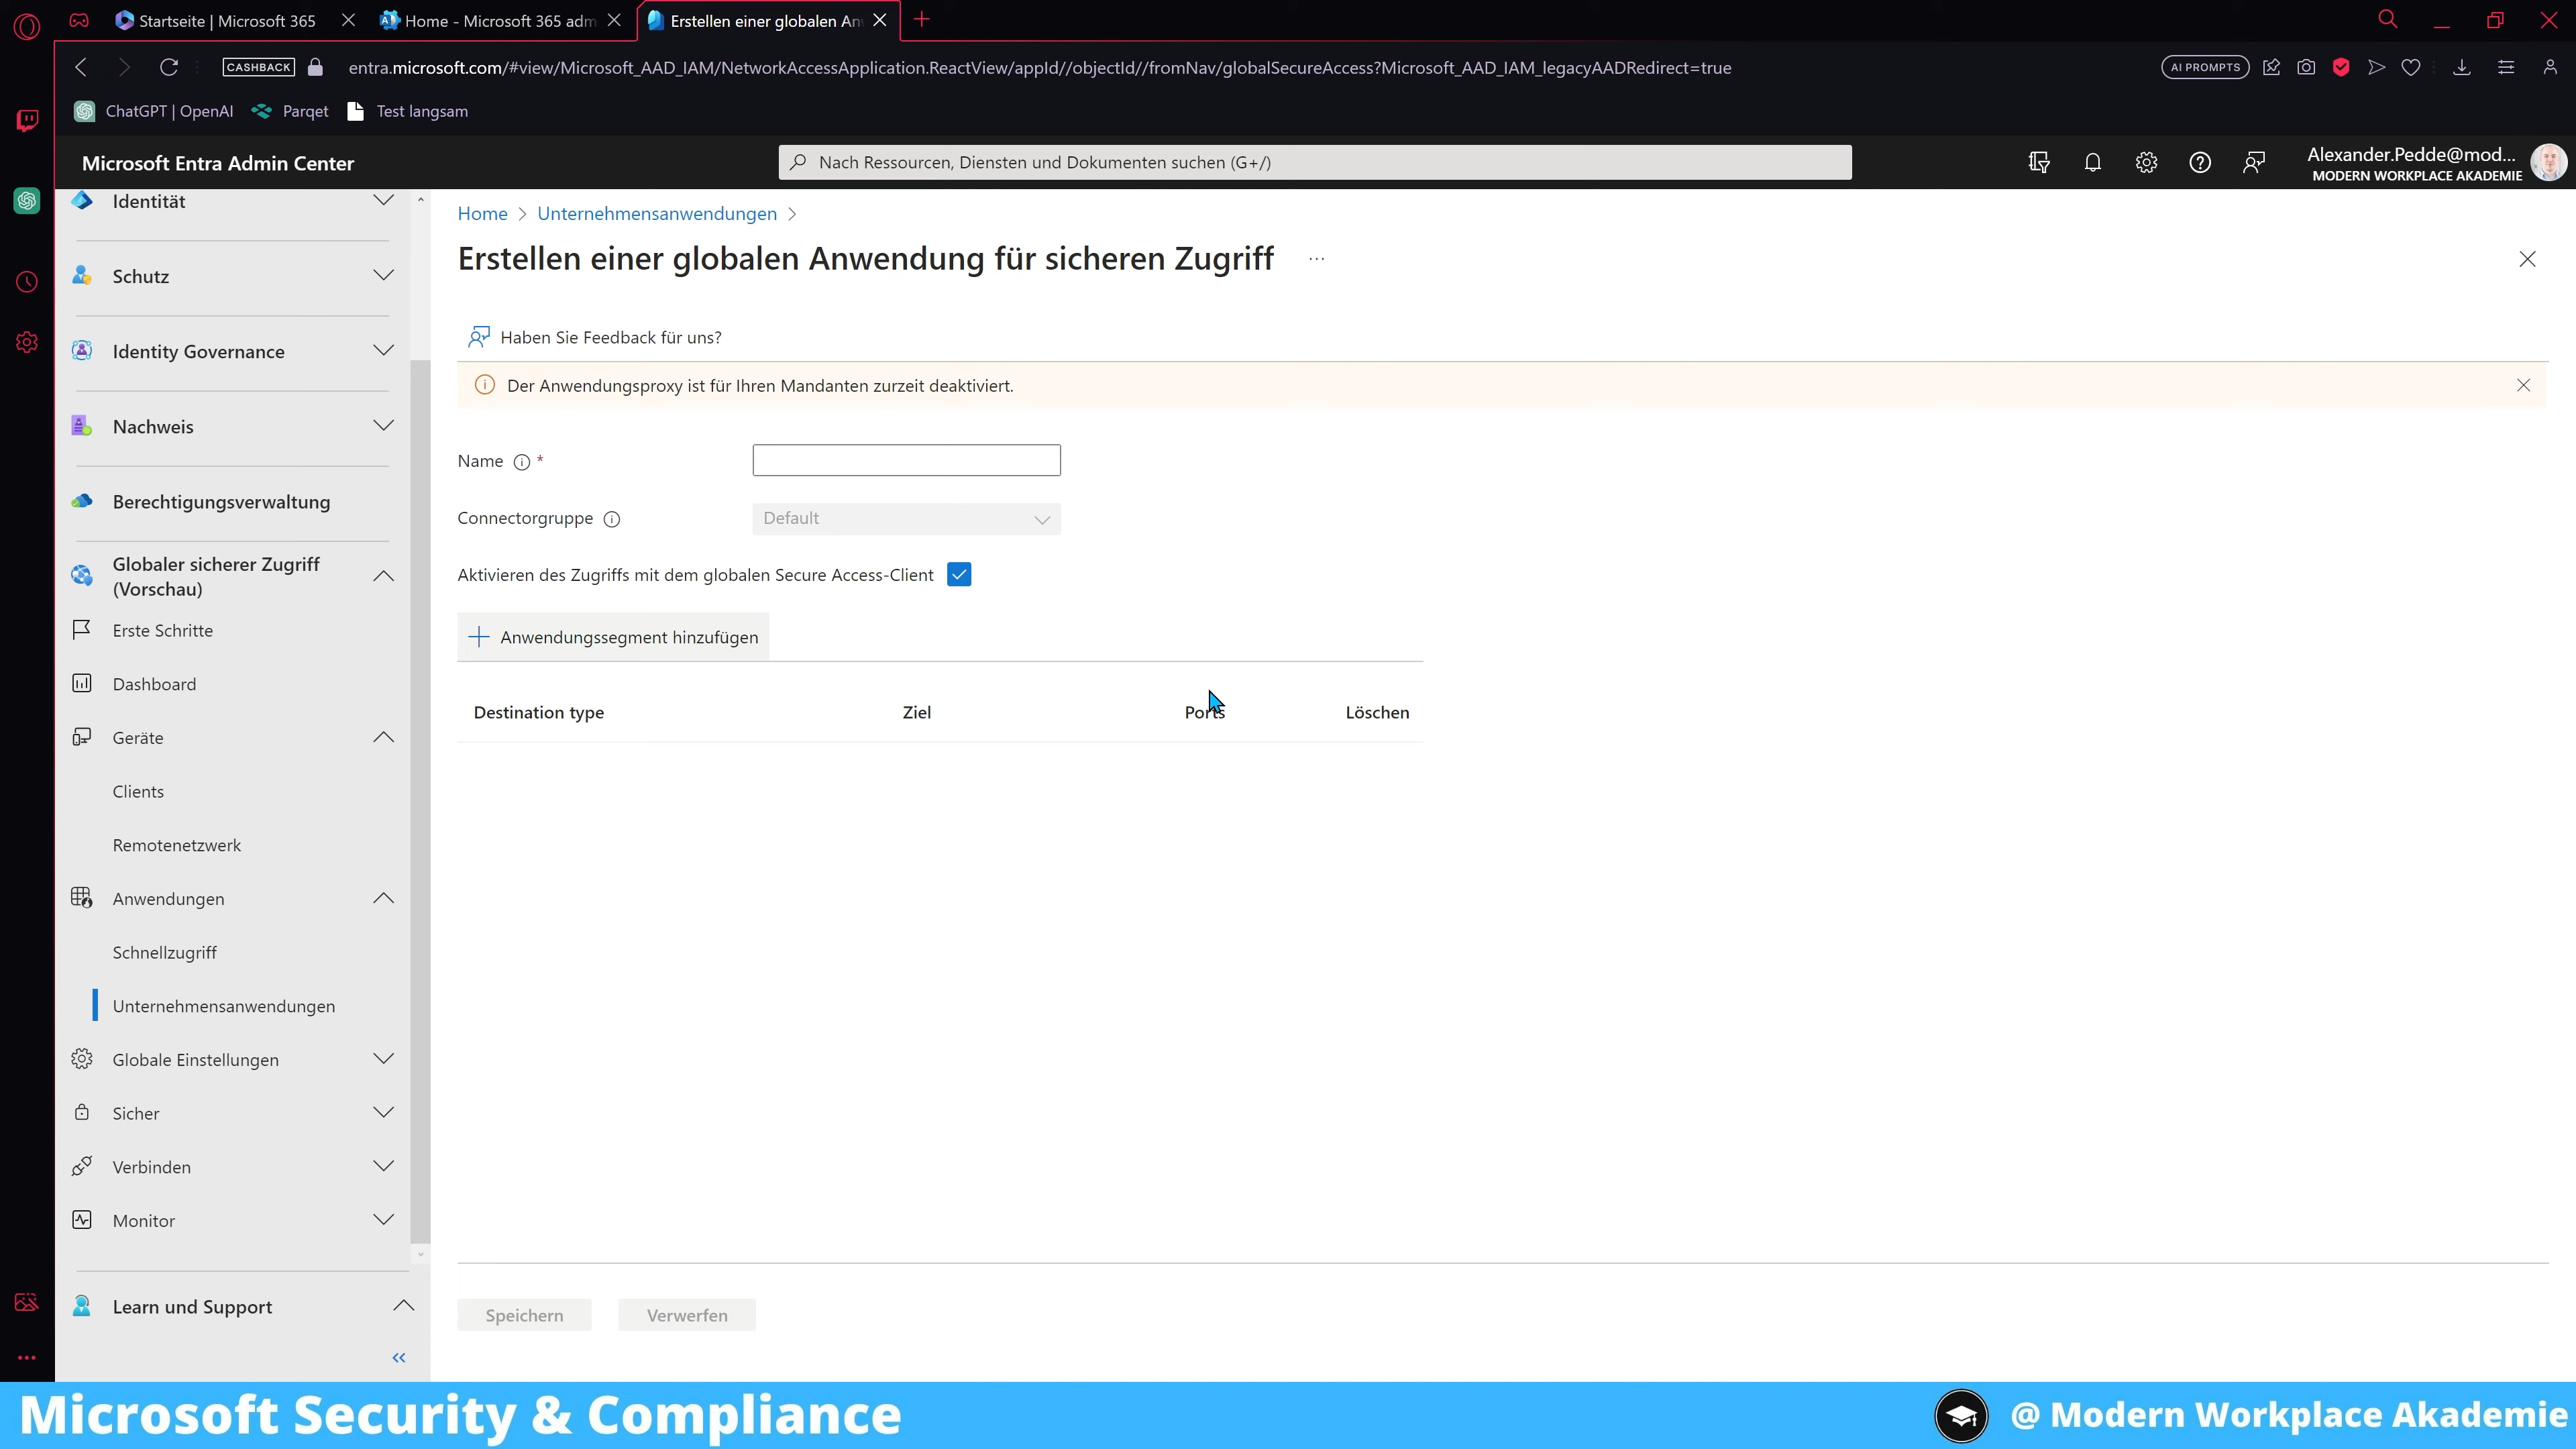 Startseite | Microsoft 365
Home - Microsoft 365 adm
Erstellen einer globalen An
CASHBACK
entra.microsoft.com/#view/Microsoft_AAD_IAM/NetworkAccessApplication.ReactView/appId//objectId//fromNav/globalSecureAccess?Microsoft_AAD_IAM_legacyAADRedirect=true
AI PROMPTS
ChatGPT | OpenAI
Parqet
Test langsam
Microsoft Entra Admin Center
Nach Ressourcen, Diensten und Dokumenten suchen (G+/)
Alexander.Pedde@mod...
MODERN WORKPLACE AKADEMIE
Identität
Schutz
Identity Governance
Nachweis
Berechtigungsverwaltung
Globaler sicherer Zugriff
(Vorschau)
Erste Schritte
Dashboard
Geräte
Clients
Remotenetzwerk
Anwendungen
Schnellzugriff
Unternehmensanwendungen
Globale Einstellungen
Sicher
Verbinden
Monitor
Learn und Support
Home > Unternehmensanwendungen >
Erstellen einer globalen Anwendung für sicheren Zugriff ...
Haben Sie Feedback für uns?
Der Anwendungsproxy ist für Ihren Mandanten zurzeit deaktiviert.
Name *
Connectorgruppe
Default
Aktivieren des Zugriffs mit dem globalen Secure Access-Client
Anwendungssegment hinzufügen
Destination type
Ziel
Ports
Löschen
Speichern
Verwerfen
Microsoft Security & Compliance
@ Modern Workplace Akademie